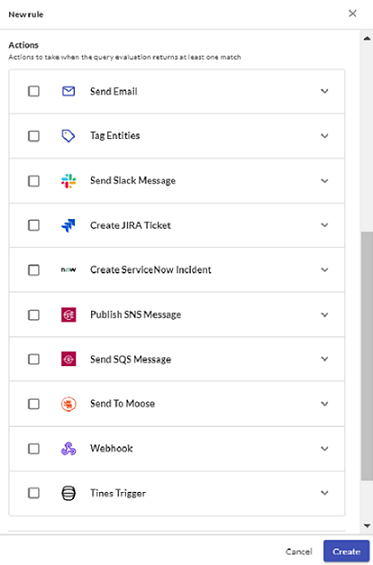 New rule
Actions
Actions to take when the query evaluation returns at least one match
Send Email
Tag Entities
Send Slack Message
Create JIRA Ticket
now Create ServiceNow Incident
Publish SNS Message
Send SQS Message
Send To Moose
Webhook
Tines Trigger
Cancel Create